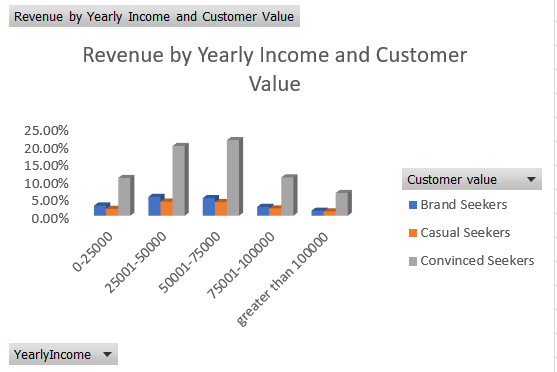 Revenue by Yearly Income and Customer Value
Revenue by Yearly Income and Customer
Value
25.00%
20.00%
15.00%
10.00%
5.00%
0.00%
0-25000
25001-50000
50001-75000
75001-100000
greater than 100000
Customer value
Brand Seekers
Casual Seekers
Convinced Seekers
YearlyIncome